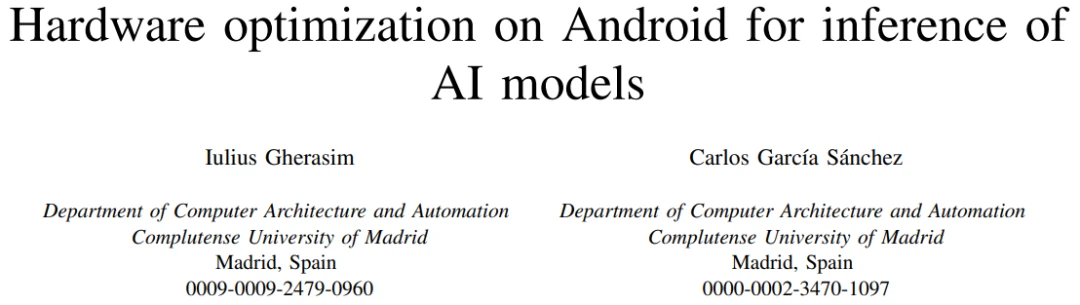 Hardware optimization on Android for inference of
AI models
Iulius Gherasim
Department of Computer Architecture and Automation
Complutense University of Madrid
Madrid, Spain
0009-0009-2479-0960
Carlos García Sánchez
Department of Computer Architecture and Automation
Complutense University of Madrid
Madrid, Spain
0000-0002-3470-1097